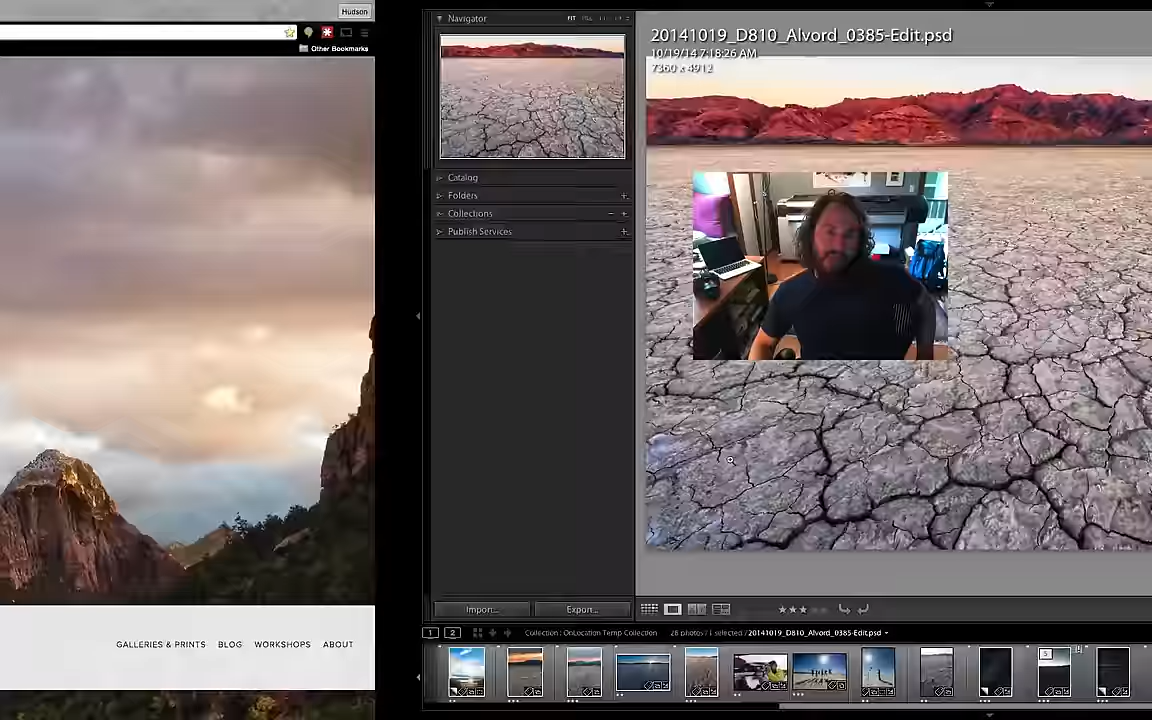 Hudson
Other Bookmarks
GALLERIES & PRINTS BLOG WORKSHOPS ABOUT
Navigator
FIT
Catalog
Folders
Collections
Publish Services
Import...
Export...
20141019_D810_Alvord_0385-Edit.psd
10/19/14 7:18:26 AM
7360 x 4912
1 2 Collection : OnLocation Temp Collection 28 photos / 1 selected / 20141019_D810_Alvord_0385-Edit.psd
5